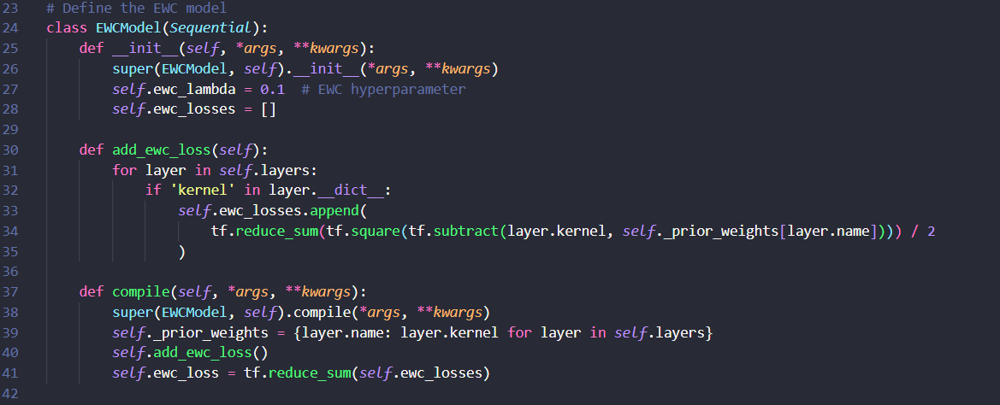 23 # Define the EWC model
24 class EWCModel(Sequential):
25     def __init__(self, *args, **kwargs):
26         super(EWCModel, self).__init__(*args, **kwargs)
27         self.ewc_lambda = 0.1  # EWC hyperparameter
28         self.ewc_losses = []
29
30     def add_ewc_loss(self):
31         for layer in self.layers:
32             if 'kernel' in layer.__dict__:
33                 self.ewc_losses.append(
34                     tf.reduce_sum(tf.square(tf.subtract(layer.kernel, self._prior_weights[layer.name]))) / 2
35                 )
36
37     def compile(self, *args, **kwargs):
38         super(EWCModel, self).compile(*args, **kwargs)
39         self._prior_weights = {layer.name: layer.kernel for layer in self.layers}
40         self.add_ewc_loss()
41         self.ewc_loss = tf.reduce_sum(self.ewc_losses)
42